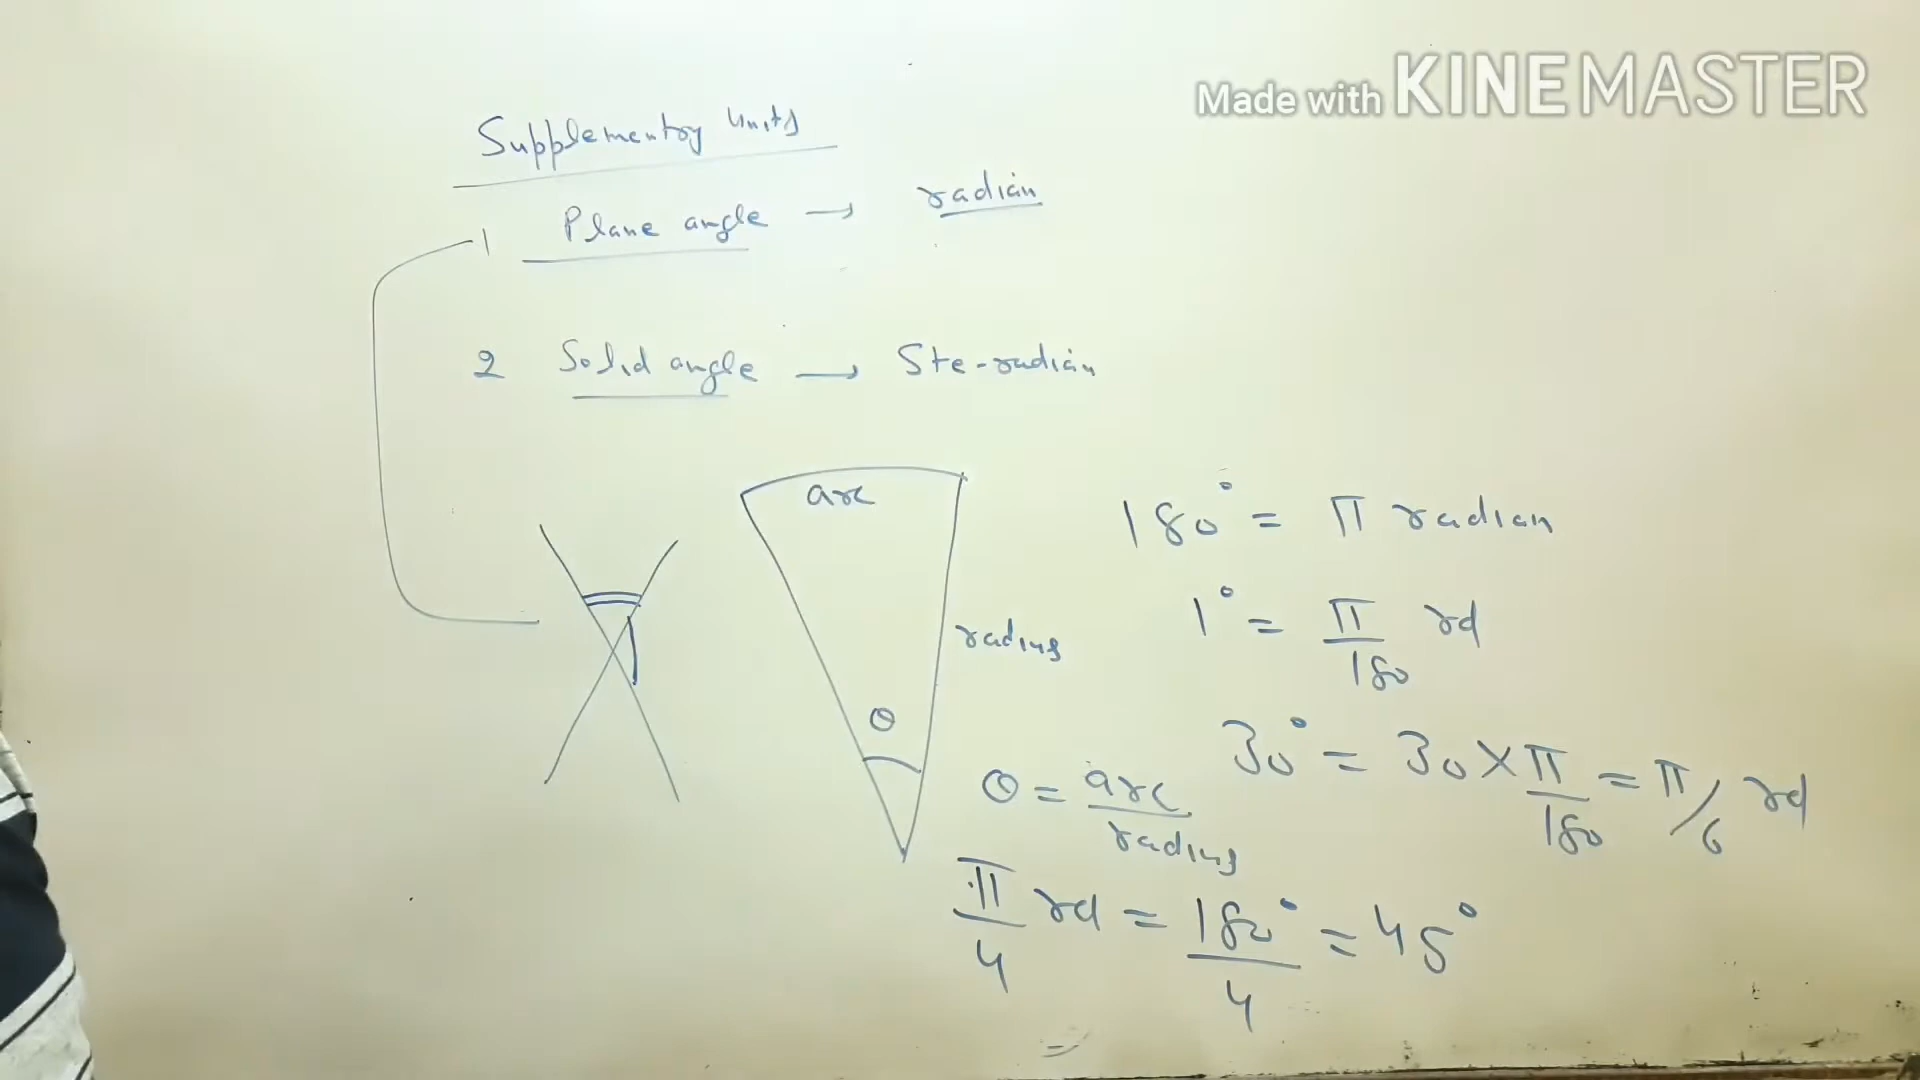 Made with KINEMASTER
Supplementry Units
1 Plane angle → radian
2 Solid angle → Ste-radian
arc
radius
θ
θ = arc/radius
180° = π radian
1° = π/180 rd
30° = 30 × π/180 = π/6 rd
π/4 rd = 180°/4 = 45°